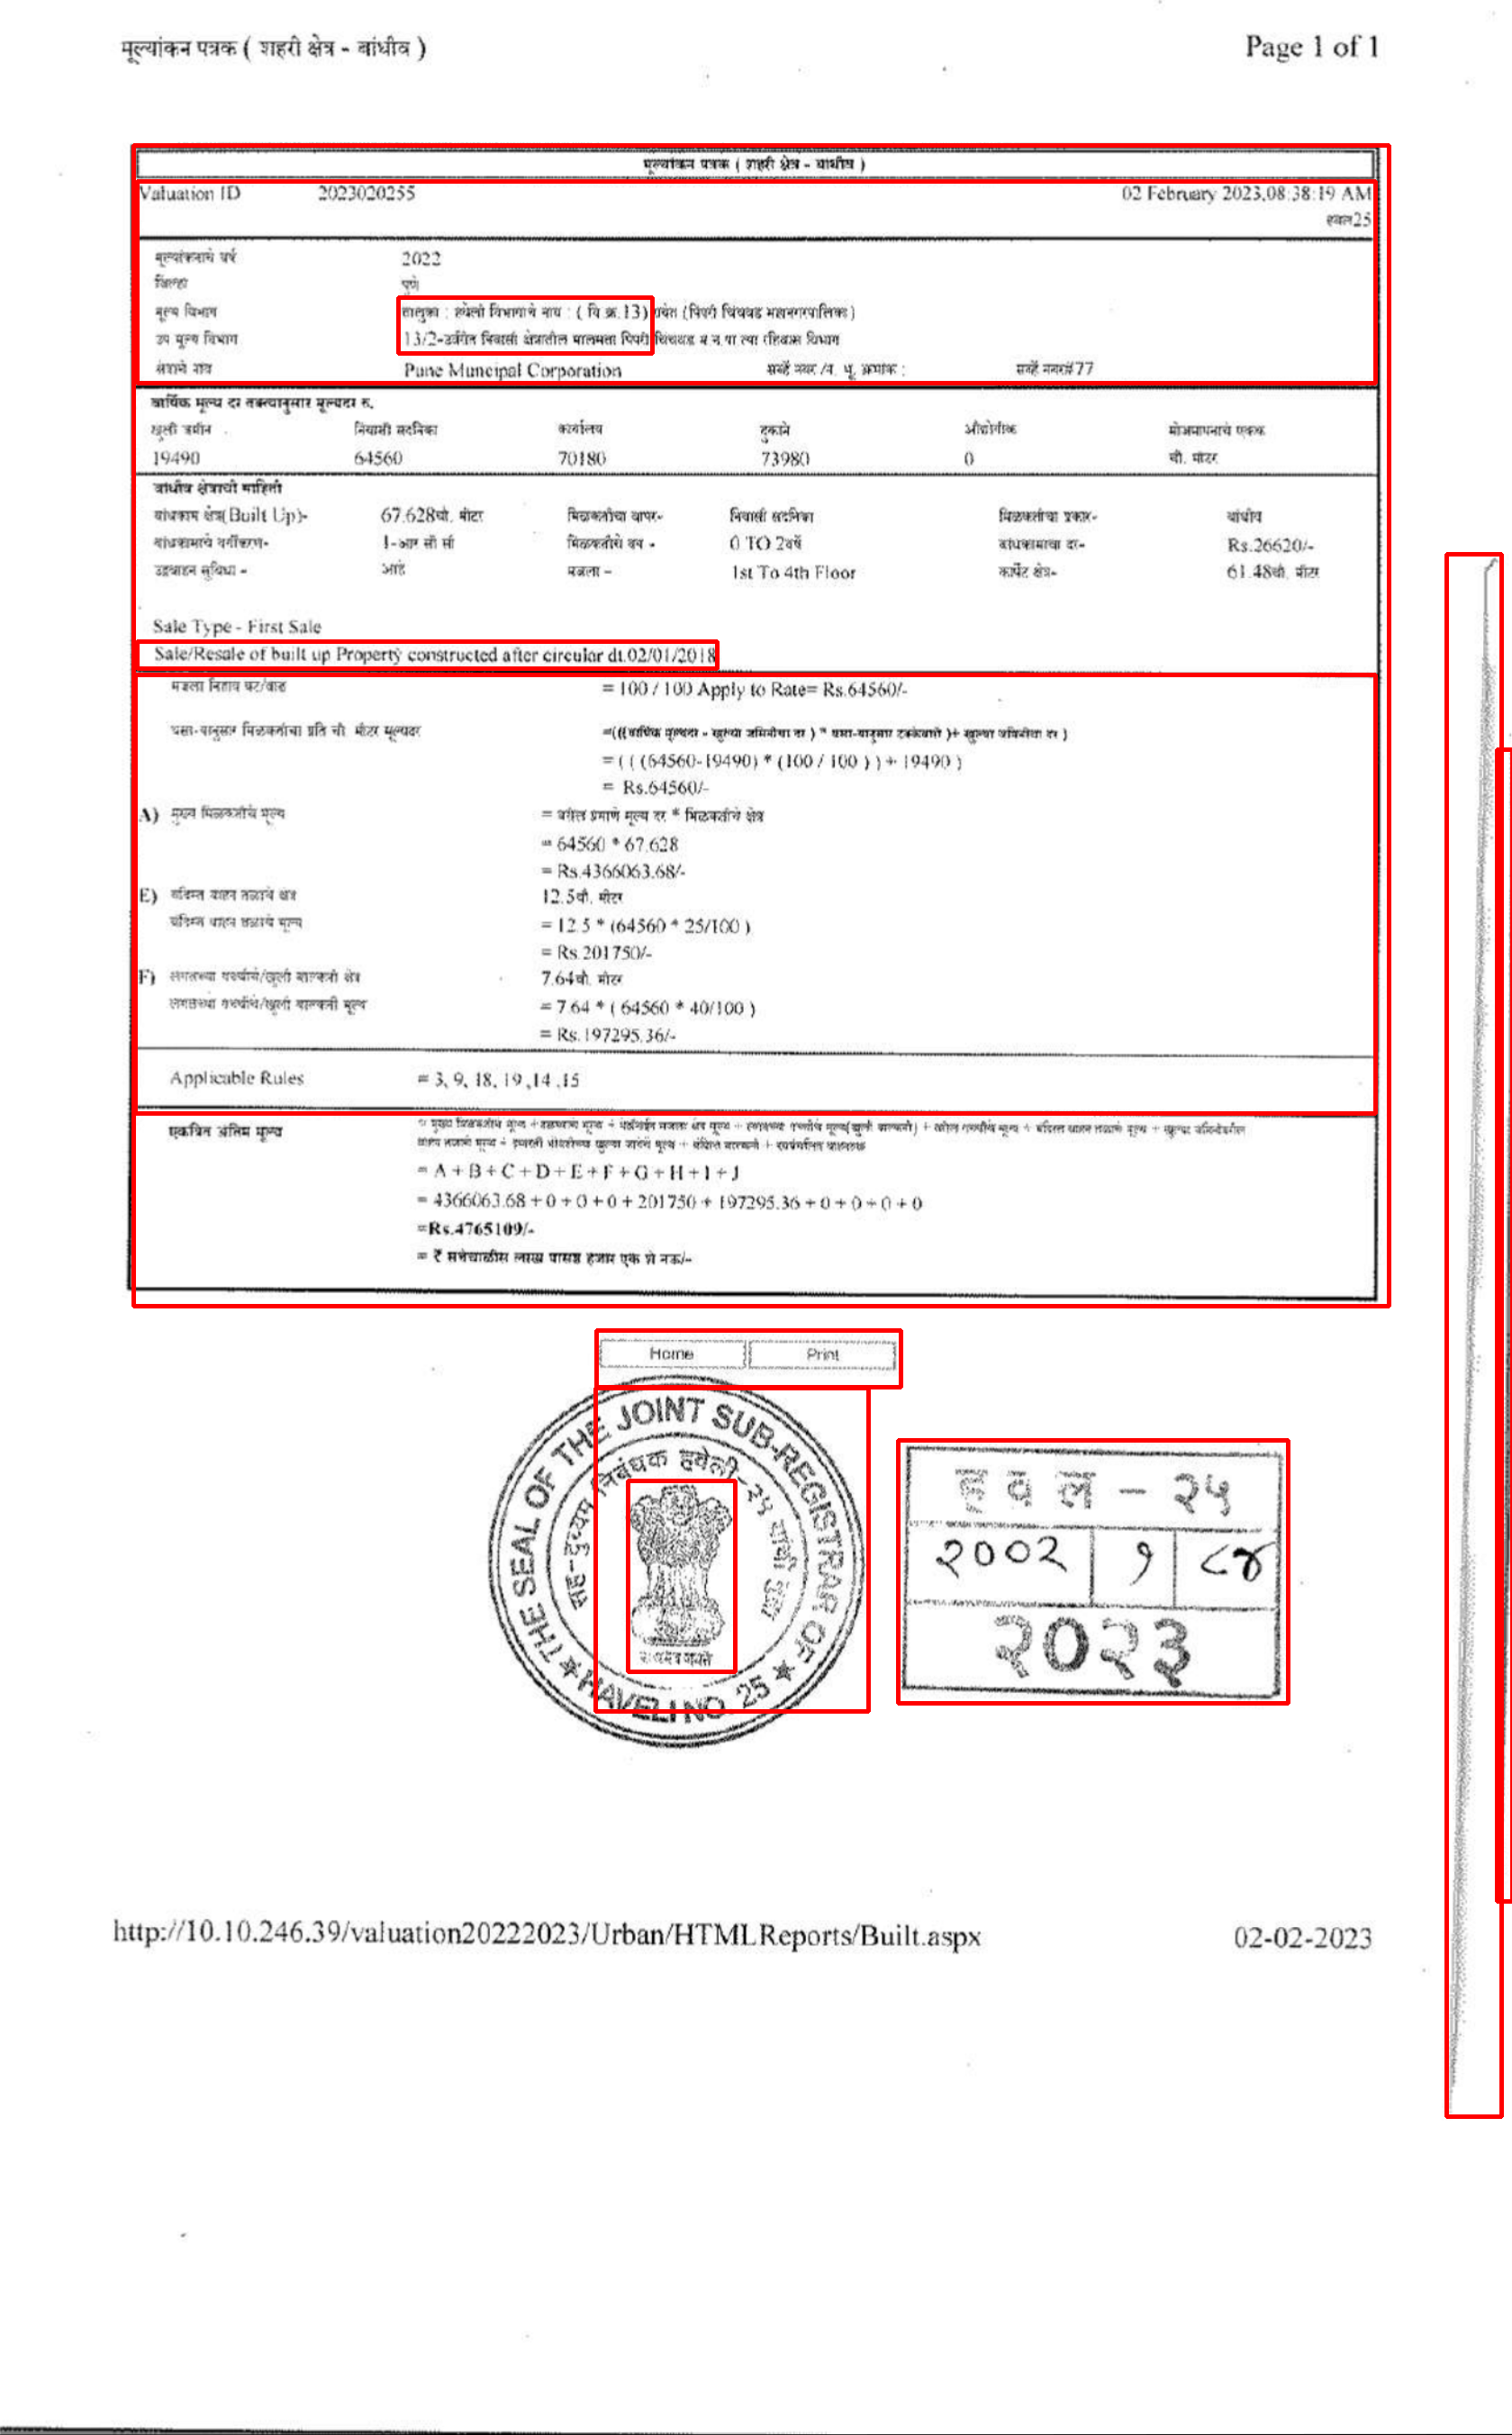 मूल्यांकन पत्रक ( शहरी क्षेत्र - बांधीव ) Page 1 of 1
मूल्यांकन पत्रक ( शहरी क्षेत्र - बांधीव )
Valuation ID 2023020255 02 February 2023,08:38:19 AM
हवल25
मूल्यांकनाचे वर्ष 2022
जिल्हा पुणे
मूल्य विभाग तालुका : हवेली विभागाचे नाव : ( वि क्र.13) (पिंपरी चिंचवड महानगरपालिका)
उप मूल्य विभाग 13/2-उर्वरित निवासी क्षेत्रातील मालमत्ता पिंपरी चिंचवड म न पा विभाग
क्षेत्राचे नांव Pune Muncipal Corporation सर्व्हे नंबर /न. भू. क्रमांक : सर्व्हे नंबर#77
वार्षिक मूल्य दर तक्त्यानुसार मूल्यदर रु.
खुली जमीन निवासी सदनिका कार्यालय दुकाने औद्योगीक मोजमापनाचे एकक
19490 64560 70180 73980 0 चौ. मीटर
बांधीव क्षेत्राची माहिती
बांधकाम क्षेत्र(Built Up)- 67.628चौ. मीटर मिळकतीचा वापर- निवासी सदनिका मिळकतीचा प्रकार- बांधीव
बांधकामाचे वर्गीकरण- 1-आर सी सी मिळकतीचे वय - 0 TO 2वर्षे बांधकामाचा दर- Rs.26620/-
उद्ववाहन सुविधा - आहे मजला - 1st To 4th Floor कार्पेट क्षेत्र- 61.48चौ. मीटर
Sale Type - First Sale
Sale/Resale of built up Property constructed after circular dt.02/01/2018
मजला निहाय घट/वाढ = 100 / 100 Apply to Rate= Rs.64560/-
घसा-यानुसार मिळकतीचा प्रति चौ. मीटर मूल्यदर =(((वार्षिक मूल्यदर - खुल्या जमिनीचा दर ) * घसा-यानुसार टक्केवारी )+ खुल्या जमिनीचा दर )
= ( ( (64560-19490) * (100 / 100 ) ) + 19490 )
= Rs.64560/-
A) मुख्य मिळकतीचे मूल्य = वरील प्रमाणे मूल्य दर * मिळकतीचे क्षेत्र
= 64560 * 67.628
= Rs.4366063.68/-
E) बंदिस्त वाहन तळाचे क्षेत्र 12.5चौ. मीटर
बंदिस्त वाहन तळाचे मूल्य = 12.5 * (64560 * 25/100 )
= Rs.201750/-
F) लगतच्या गच्चीचे/खुली बाल्कनी क्षेत्र 7.64चौ. मीटर
लगतच्या गच्चीचे/खुली बाल्कनी मूल्य = 7.64 * ( 64560 * 40/100 )
= Rs.197295.36/-
Applicable Rules = 3, 9, 18, 19 ,14 ,15
एकत्रित अंतिम मूल्य
= A + B + C + D + E + F + G + H + I + J
= 4366063.68 + 0 + 0 + 0 + 201750 + 197295.36 + 0 + 0 + 0 + 0
=Rs.4765109/-
= ₹ सत्तेचाळीस लाख पासष्ठ हजार एक शे नऊ/-
Home Print
THE SEAL OF THE JOINT SUB-REGISTRAR OF
★ HAVELI NO. 25 ★
सह-दुय्यम निबंधक हवेली-२५ यांची मुद्रा
सत्यमेव जयते
हवल - २५
२००२ १ ८४
२०२३
http://10.10.246.39/valuation20222023/Urban/HTMLReports/Built.aspx 02-02-2023